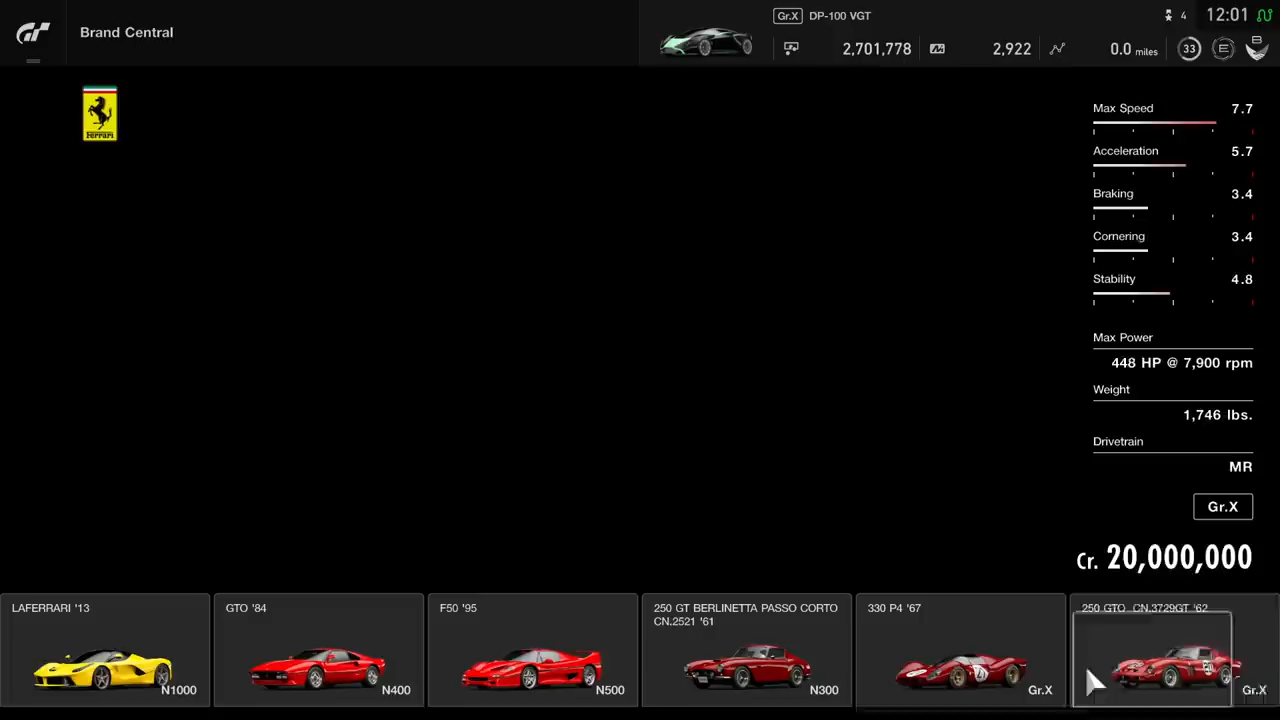 Brand Central
Gr.X DP-100 VGT
4
12:01
2,701,778
2,922
0.0 miles
33
E
B
Ferrari
Max Speed 7.7
Acceleration 5.7
Braking 3.4
Cornering 3.4
Stability 4.8
Max Power
448 HP @ 7,900 rpm
Weight
1,746 lbs.
Drivetrain
MR
Gr.X
Cr. 20,000,000
LAFERRARI '13
N1000
GTO '84
N400
F50 '95
N500
250 GT BERLINETTA PASSO CORTO
CN.2521 '61
N300
330 P4 '67
Gr.X
250 GTO CN.3729GT '62
Gr.X